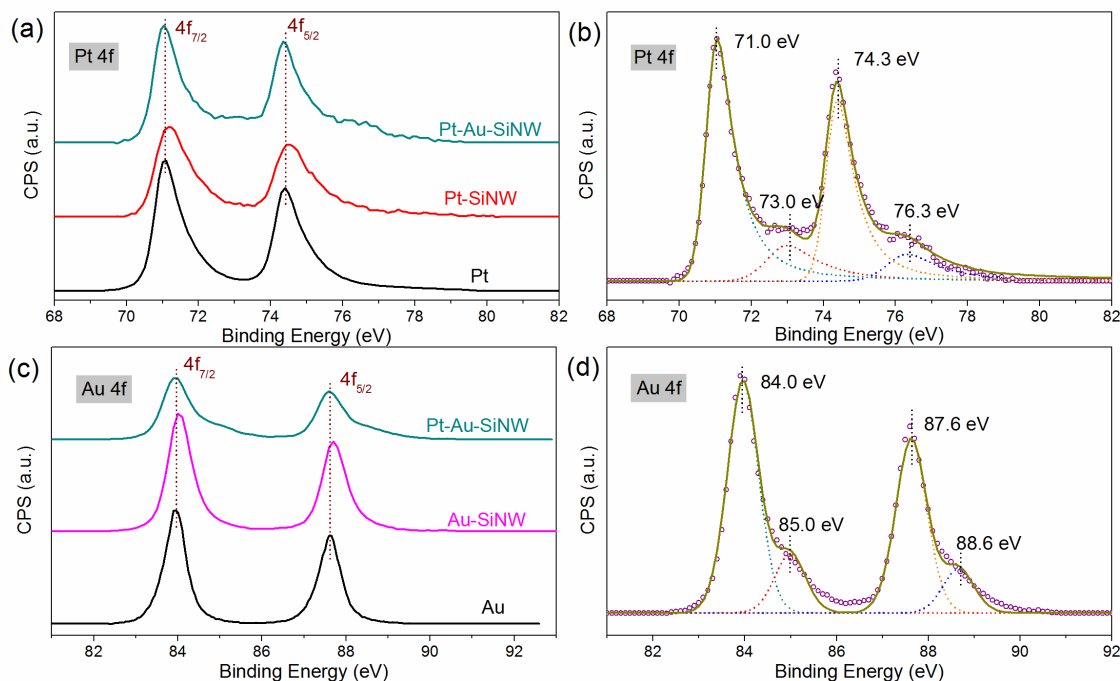 (a)
Pt 4f
4f7/2
4f5/2
Pt-Au-SiNW
Pt-SiNW
Pt
CPS (a.u.)
68 70 72 74 76 78 80 82
Binding Energy (eV)
(b)
Pt 4f
71.0 eV
74.3 eV
73.0 eV
76.3 eV
CPS (a.u.)
68 70 72 74 76 78 80 82
Binding Energy (eV)
(c)
Au 4f
4f7/2
4f5/2
Pt-Au-SiNW
Au-SiNW
Au
CPS (a.u.)
82 84 86 88 90 92
Binding Energy (eV)
(d)
Au 4f
84.0 eV
87.6 eV
85.0 eV
88.6 eV
CPS (a.u.)
82 84 86 88 90 92
Binding Energy (eV)